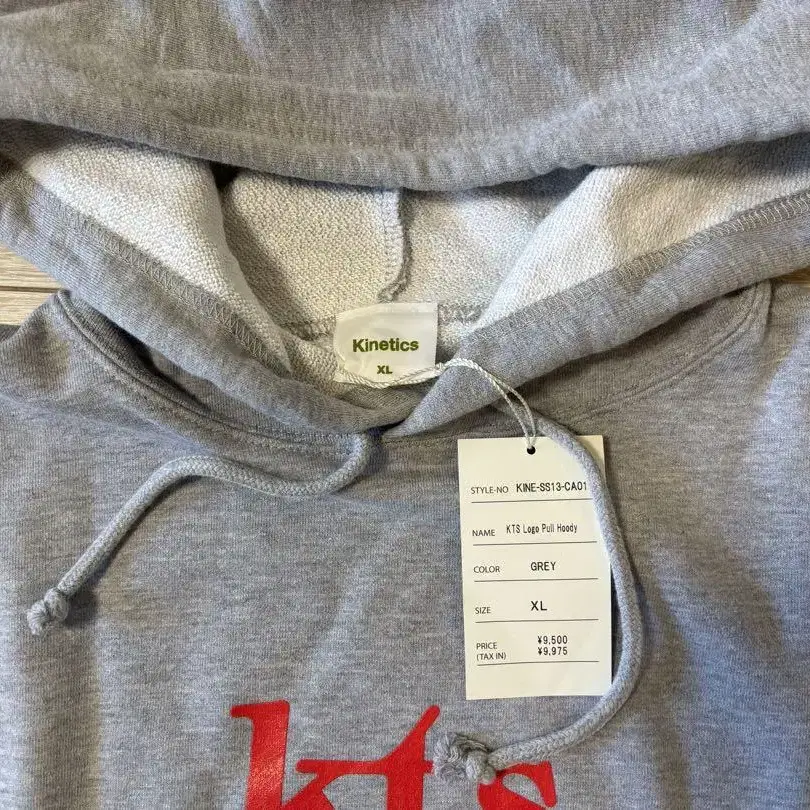 Kinetics
XL
STYLE-NO KINE-SS13-CA01
NAME KTS Logo Pull Hoody
COLOR GREY
SIZE XL
PRICE ¥9,500
(TAX IN) ¥9,975
kts